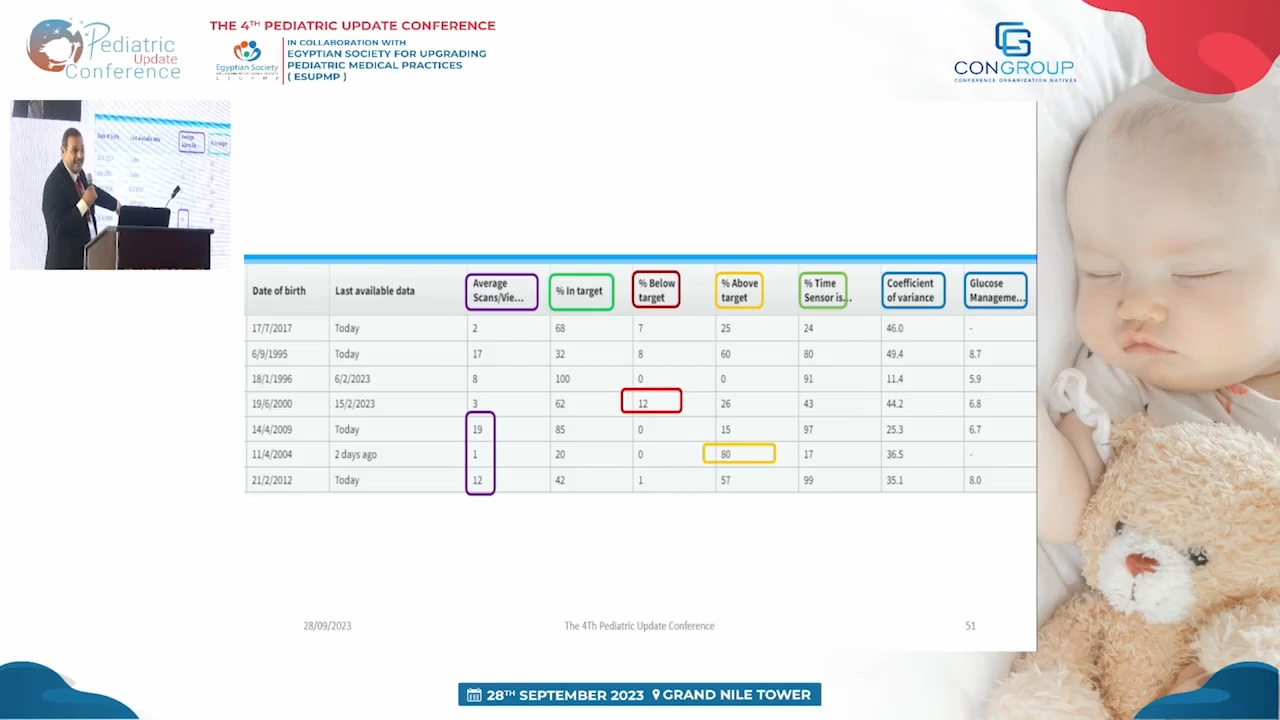 Pediatric
Update
Conference
THE 4TH PEDIATRIC UPDATE CONFERENCE
IN COLLABORATION WITH
EGYPTIAN SOCIETY FOR UPGRADING
PEDIATRIC MEDICAL PRACTICES
( ESUPMP )
Egyptian Society
CONGROUP
CONFERENCE ORGANIZATION NATIVES
Date of birth Last available data Average Scans/Vie... % In target % Below target % Above target % Time Sensor is... Coefficient of variance Glucose Manageme...
17/7/2017 Today 2 68 7 25 24 46.0 -
6/9/1995 Today 17 32 8 60 80 49.4 8.7
18/1/1996 6/2/2023 8 100 0 0 91 11.4 5.9
19/6/2000 15/2/2023 3 62 12 26 43 44.2 6.8
14/4/2009 Today 19 85 0 15 97 25.3 6.7
11/4/2004 2 days ago 1 20 0 80 17 36.5 -
21/2/2012 Today 12 42 1 57 99 35.1 8.0
28/09/2023 The 4Th Pediatric Update Conference 51
28TH SEPTEMBER 2023 GRAND NILE TOWER